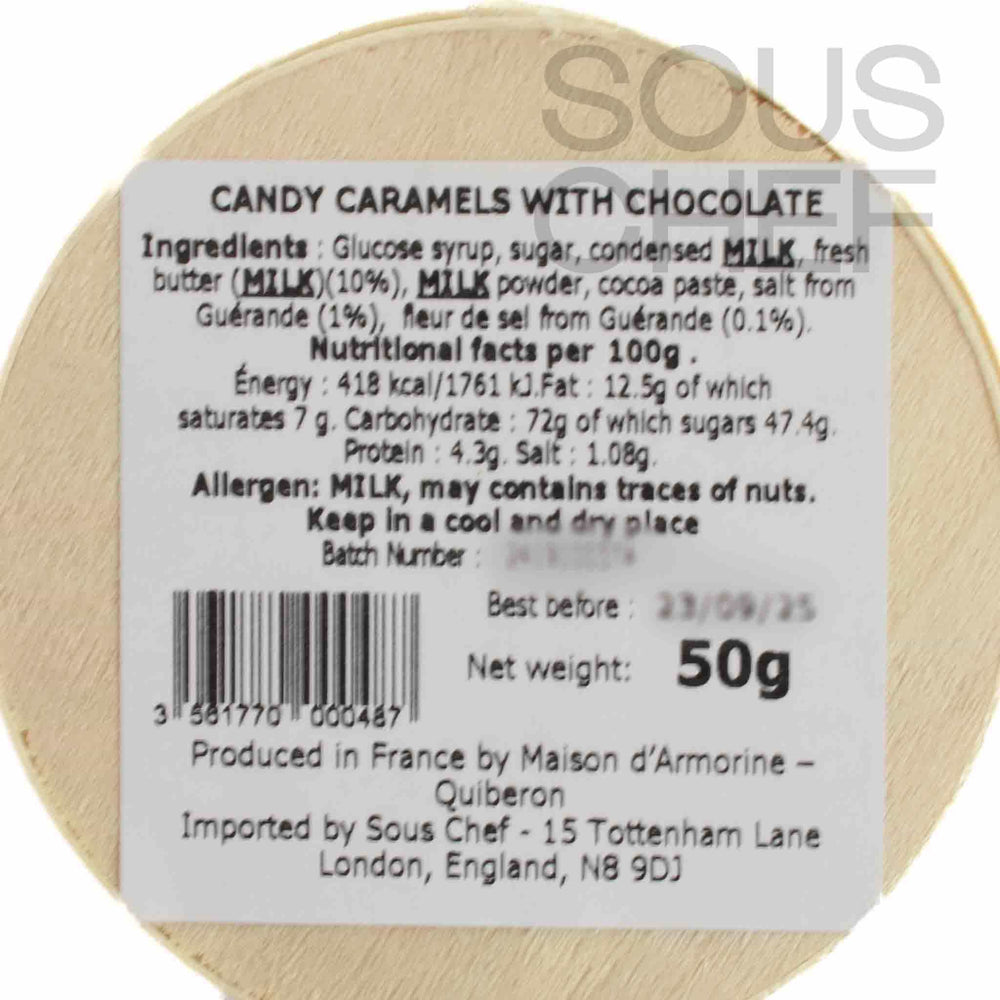 SOUS
CHEF
CANDY CARAMELS WITH CHOCOLATE
Ingredients : Glucose syrup, sugar, condensed MILK, fresh
butter (MILK)(10%), MILK powder, cocoa paste, salt from
Guérande (1%), fleur de sel from Guérande (0.1%).
Nutritional facts per 100g .
Énergy : 418 kcal/1761 kJ.Fat : 12.5g of which
saturates 7 g. Carbohydrate : 72g of which sugars 47.4g.
Protein : 4.3g. Salt : 1.08g.
Allergen: MILK, may contains traces of nuts.
Keep in a cool and dry place
Batch Number :
Best before : 23/09/25
Net weight: 50g
3 561770 000487
Produced in France by Maison d'Armorine –
Quiberon
Imported by Sous Chef - 15 Tottenham Lane
London, England, N8 9DJ